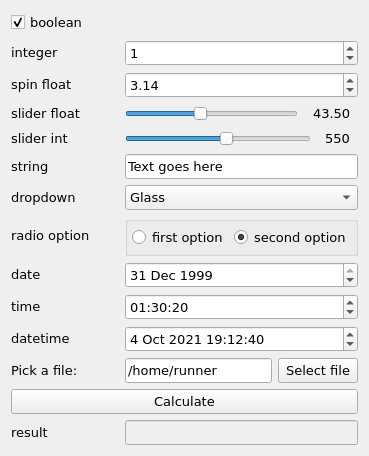 boolean
integer 1
spin float 3.14
slider float 43.50
slider int 550
string Text goes here
dropdown Glass
radio option first option second option
date 31 Dec 1999
time 01:30:20
datetime 4 Oct 2021 19:12:40
Pick a file: /home/runner Select file
Calculate
result